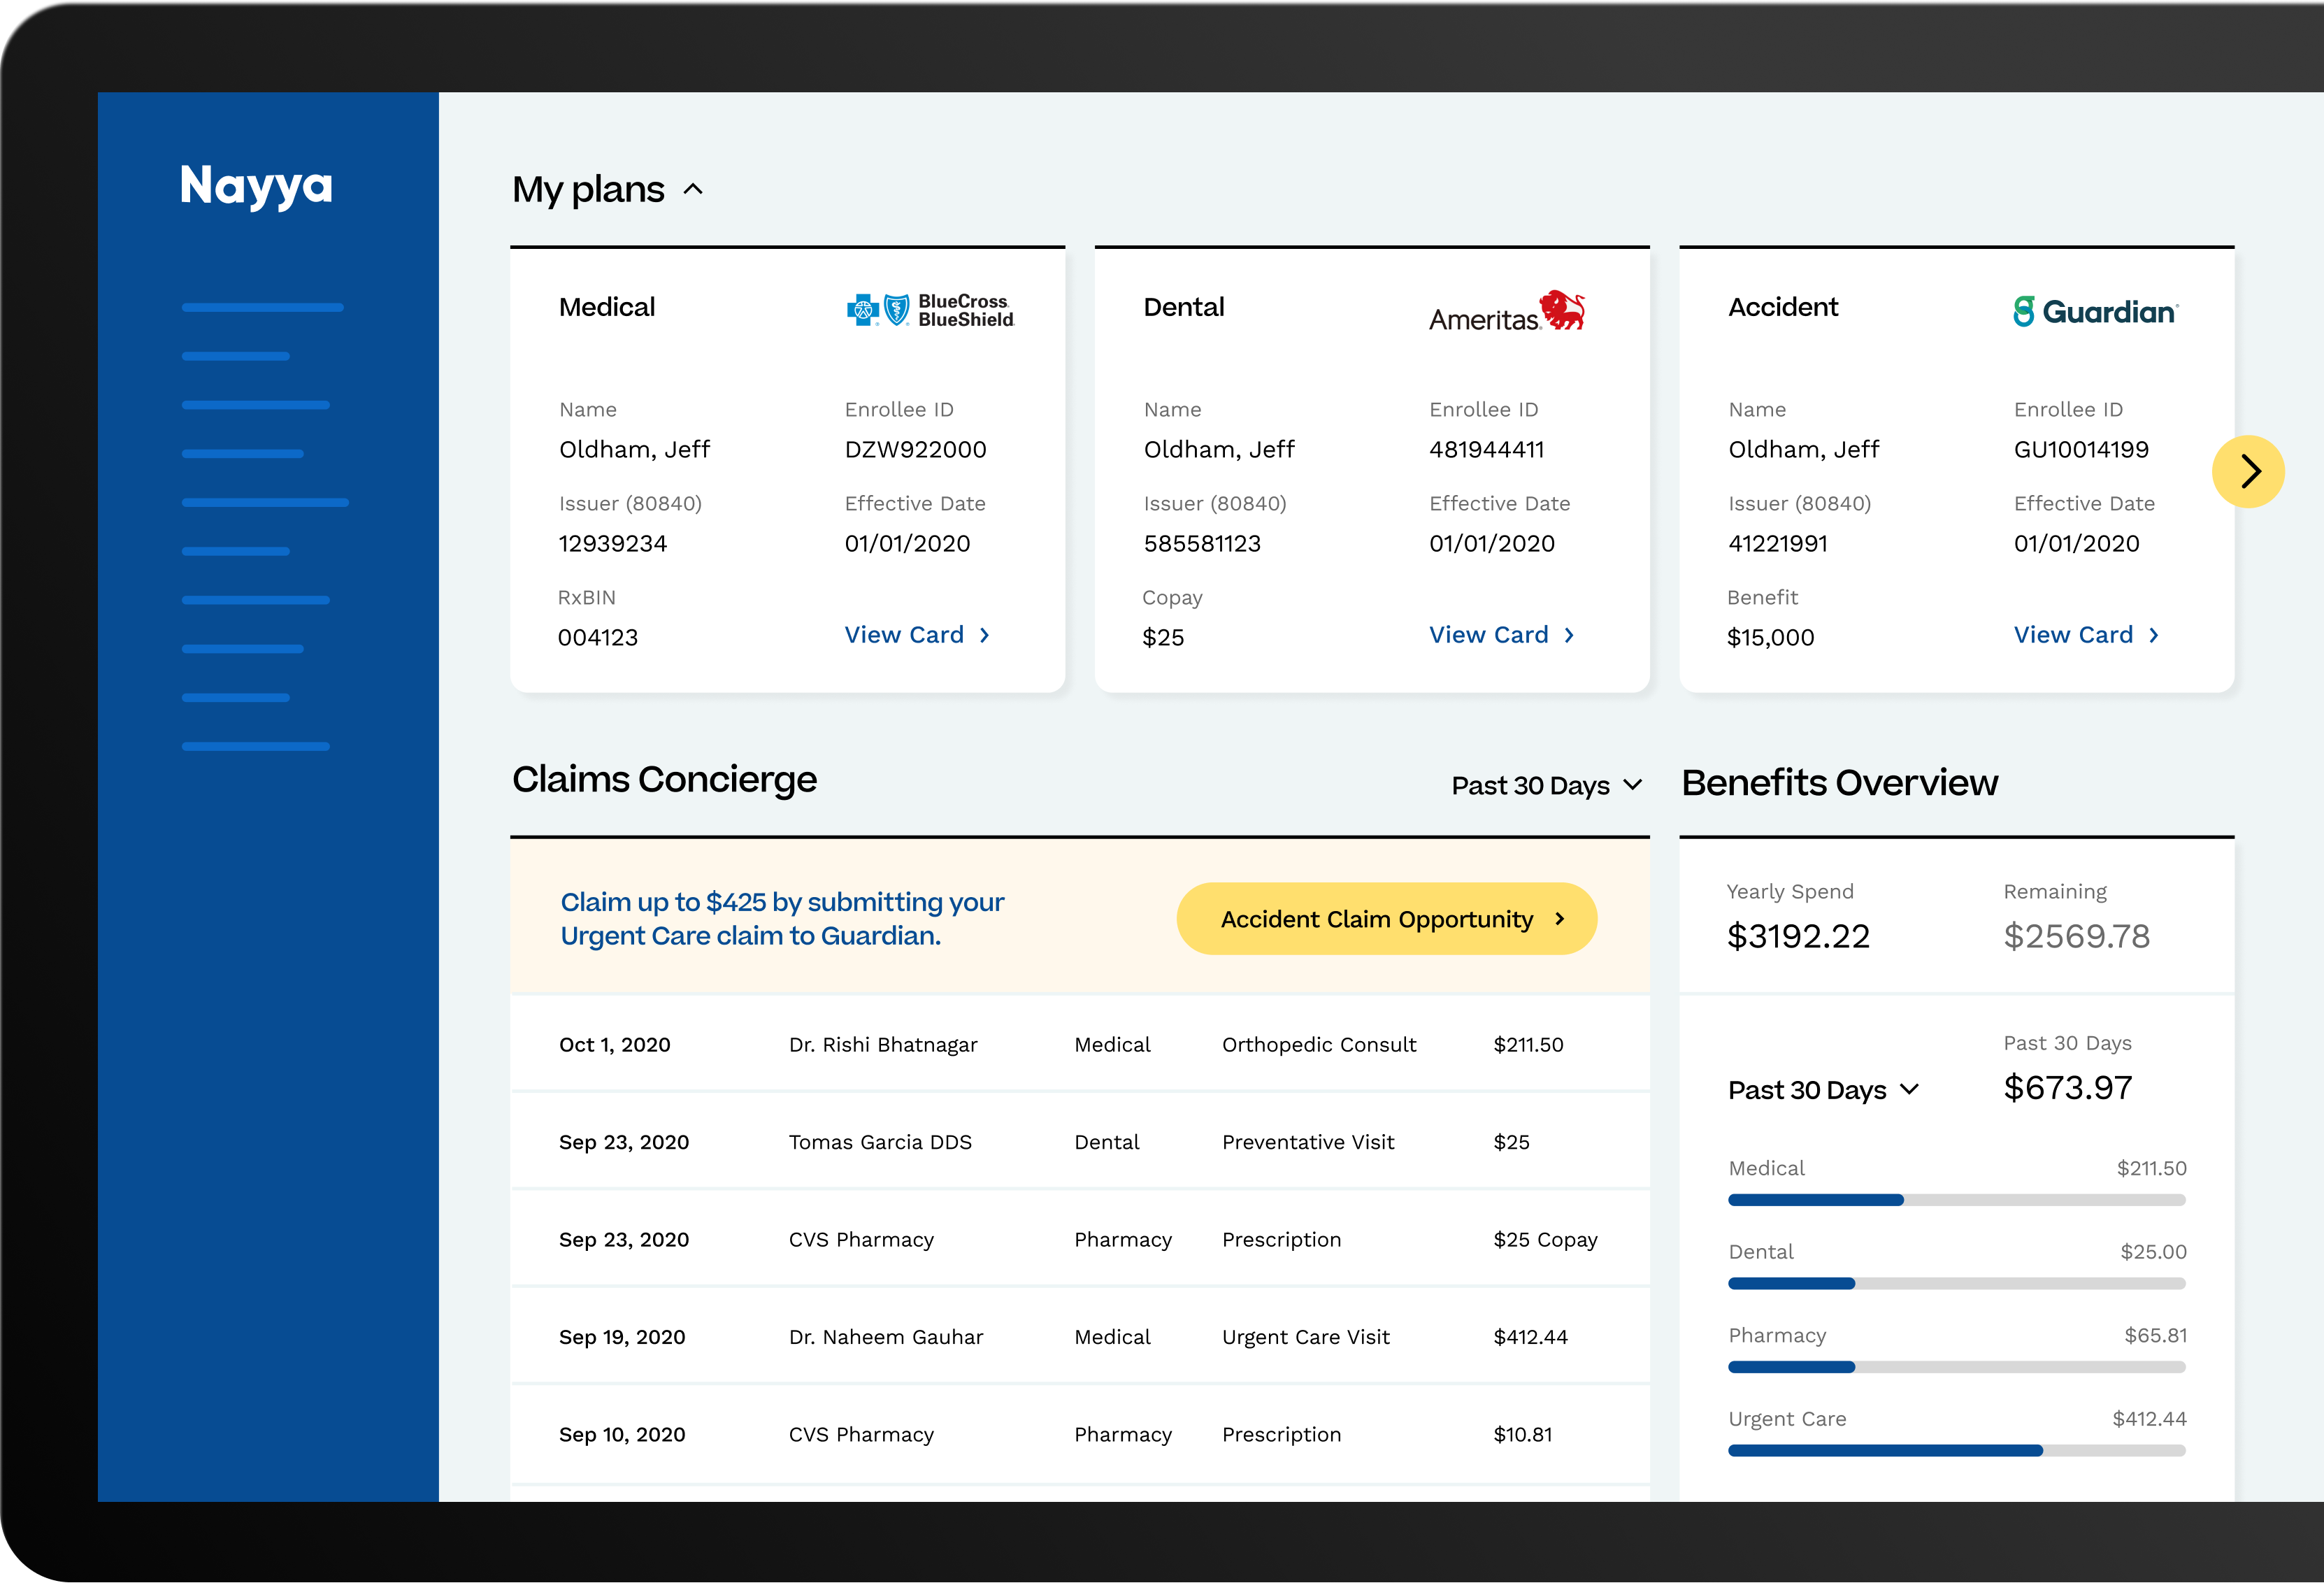 Nayya
My plans
Medical
BlueCross
BlueShield
Name
Enrollee ID
Oldham, Jeff
DZW922000
Issuer (80840)
Effective Date
12939234
01/01/2020
RxBIN
004123
View Card
Dental
Ameritas
Name
Enrollee ID
Oldham, Jeff
481944411
Issuer (80840)
Effective Date
585581123
01/01/2020
Copay
$25
View Card
Accident
Guardian
Name
Enrollee ID
Oldham, Jeff
GU10014199
Issuer (80840)
Effective Date
41221991
01/01/2020
Benefit
$15,000
View Card
Claims Concierge
Past 30 Days
Claim up to $425 by submitting your
Urgent Care claim to Guardian.
Accident Claim Opportunity
Oct 1, 2020 Dr. Rishi Bhatnagar Medical Orthopedic Consult $211.50
Sep 23, 2020 Tomas Garcia DDS Dental Preventative Visit $25
Sep 23, 2020 CVS Pharmacy Pharmacy Prescription $25 Copay
Sep 19, 2020 Dr. Naheem Gauhar Medical Urgent Care Visit $412.44
Sep 10, 2020 CVS Pharmacy Pharmacy Prescription $10.81
Benefits Overview
Yearly Spend
Remaining
$3192.22
$2569.78
Past 30 Days
Past 30 Days
$673.97
Medical $211.50
Dental $25.00
Pharmacy $65.81
Urgent Care $412.44